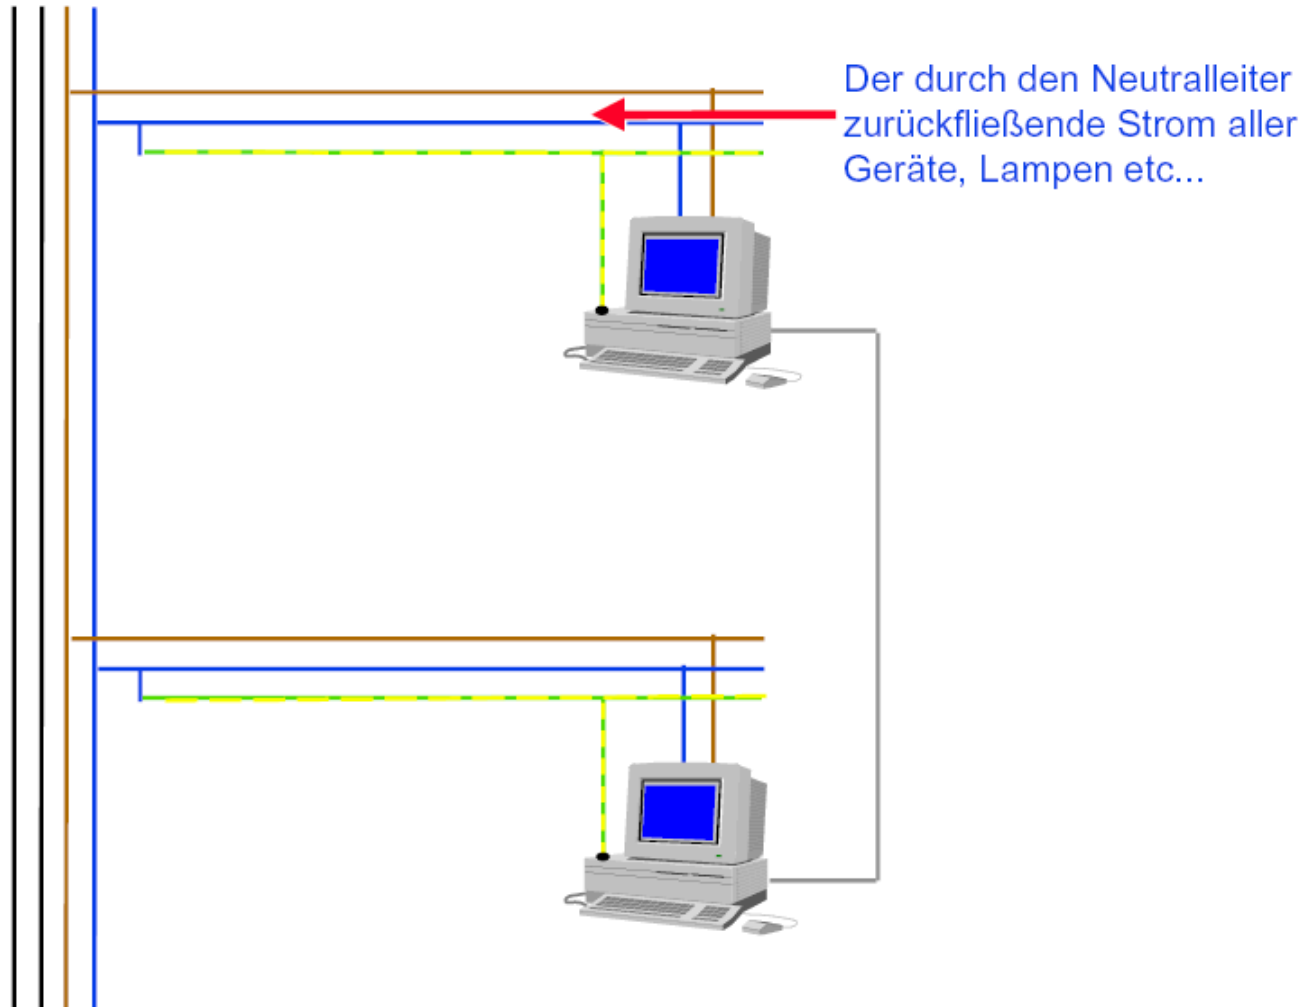 Der durch den Neutralleiter
zurückfließende Strom aller
Geräte, Lampen etc...